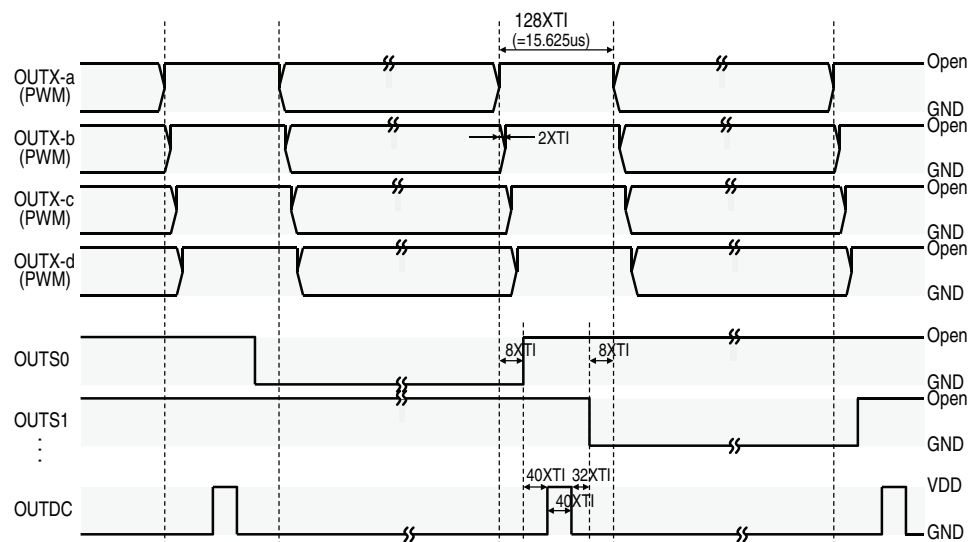 128XTI
(=15.625us)
OUTX-a
(PWM)
Open
GND
OUTX-b
(PWM)
2XTI
Open
GND
OUTX-c
(PWM)
Open
GND
OUTX-d
(PWM)
Open
GND
OUTS0
8XTI
8XTI
Open
GND
OUTS1
Open
GND
40XTI
32XTI
OUTDC
40XTI
VDD
GND